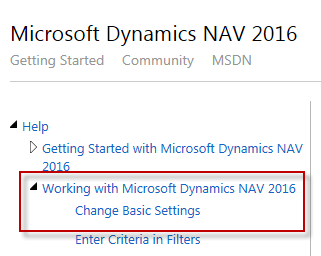 Microsoft Dynamics NAV 2016
Getting Started Community MSDN
Help
Getting Started with Microsoft Dynamics NAV
2016
Working with Microsoft Dynamics NAV 2016
Change Basic Settings
Enter Criteria in Filters